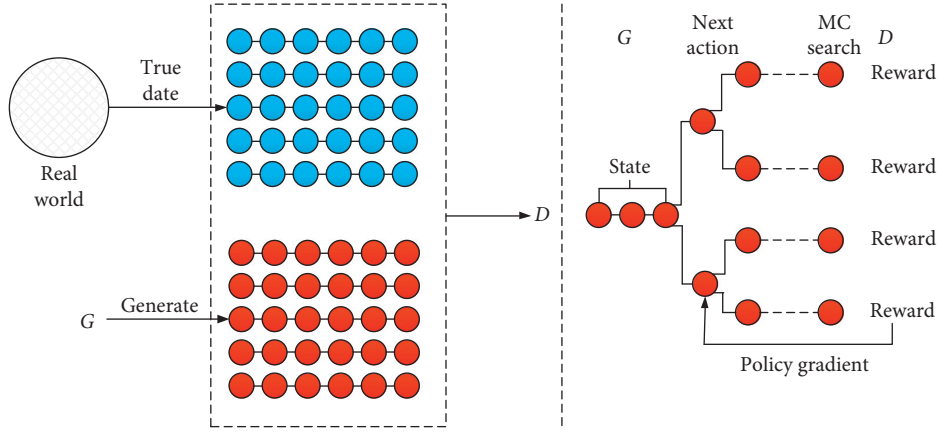 True
date
Real
world
G
Generate
D
G
Next
action
MC
search
D
Reward
State
Reward
Reward
Reward
Policy gradient